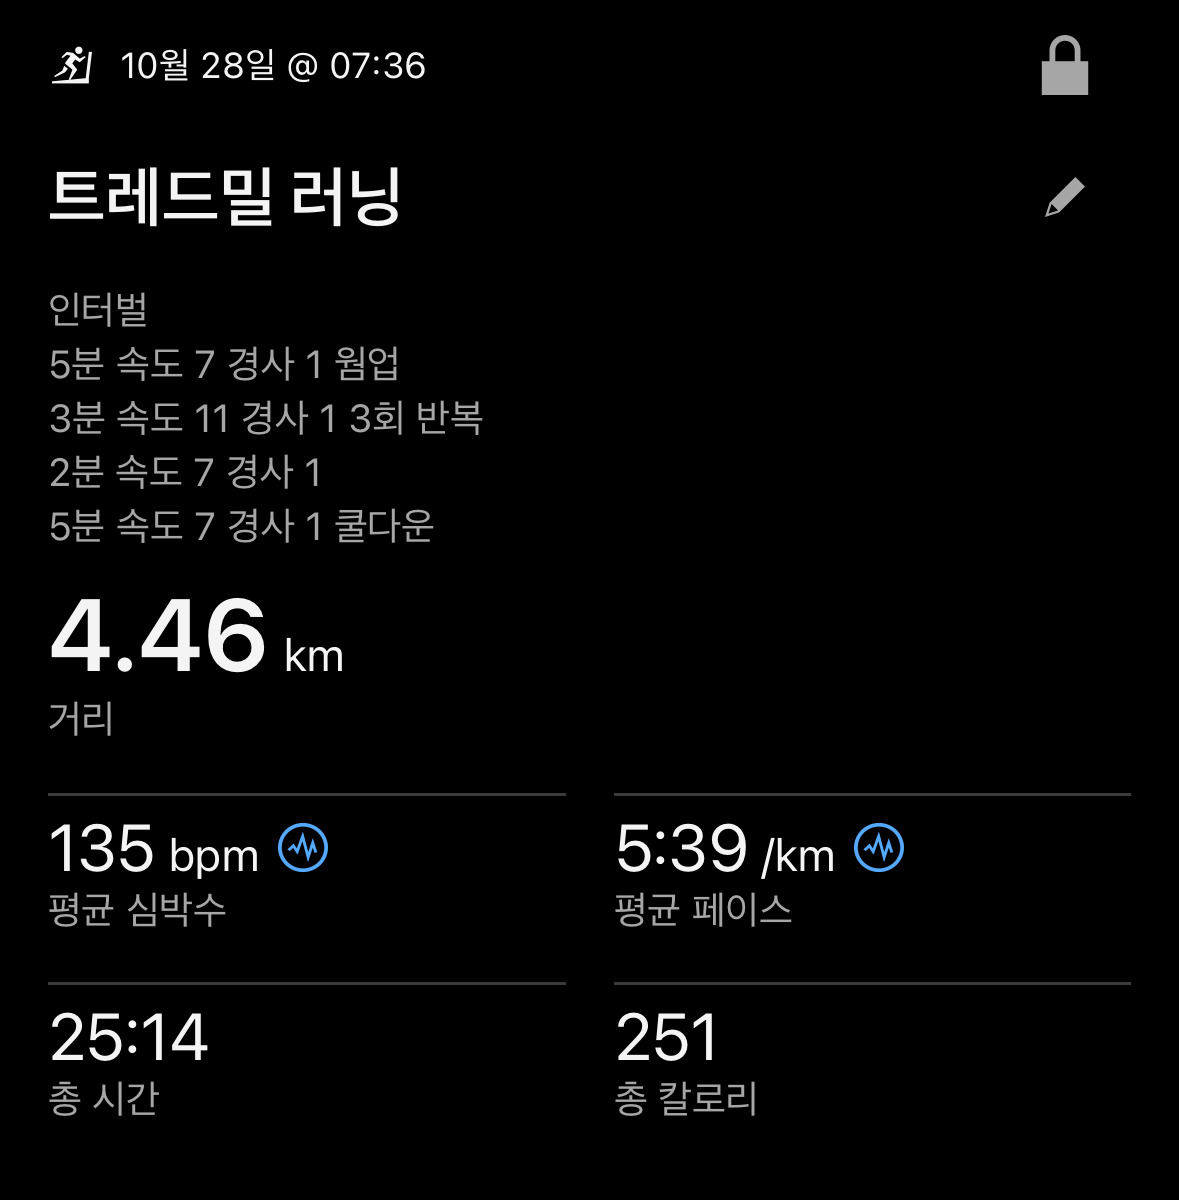 10월 28일 @ 07:36
트레드밀 러닝
인터벌
5분 속도 7 경사 1 웜업
3분 속도 11 경사 1 3회 반복
2분 속도 7 경사 1
5분 속도 7 경사 1 쿨다운
4.46 km
거리
135 bpm
평균 심박수
5:39 /km
평균 페이스
25:14
총 시간
251
총 칼로리